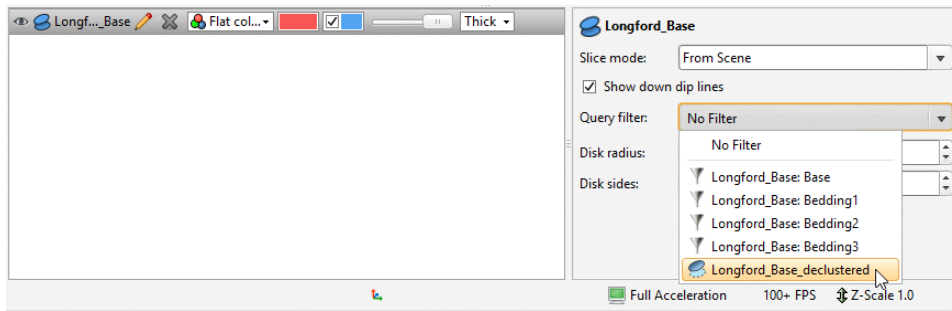 Longf..._Base Flat col... Thick
Longford_Base
Slice mode: From Scene
Show down dip lines
Query filter: No Filter
No Filter
Disk radius:
Longford_Base: Base
Disk sides:
Longford_Base: Bedding1
Longford_Base: Bedding2
Longford_Base: Bedding3
Longford_Base_declustered
Full Acceleration 100+ FPS Z-Scale 1.0